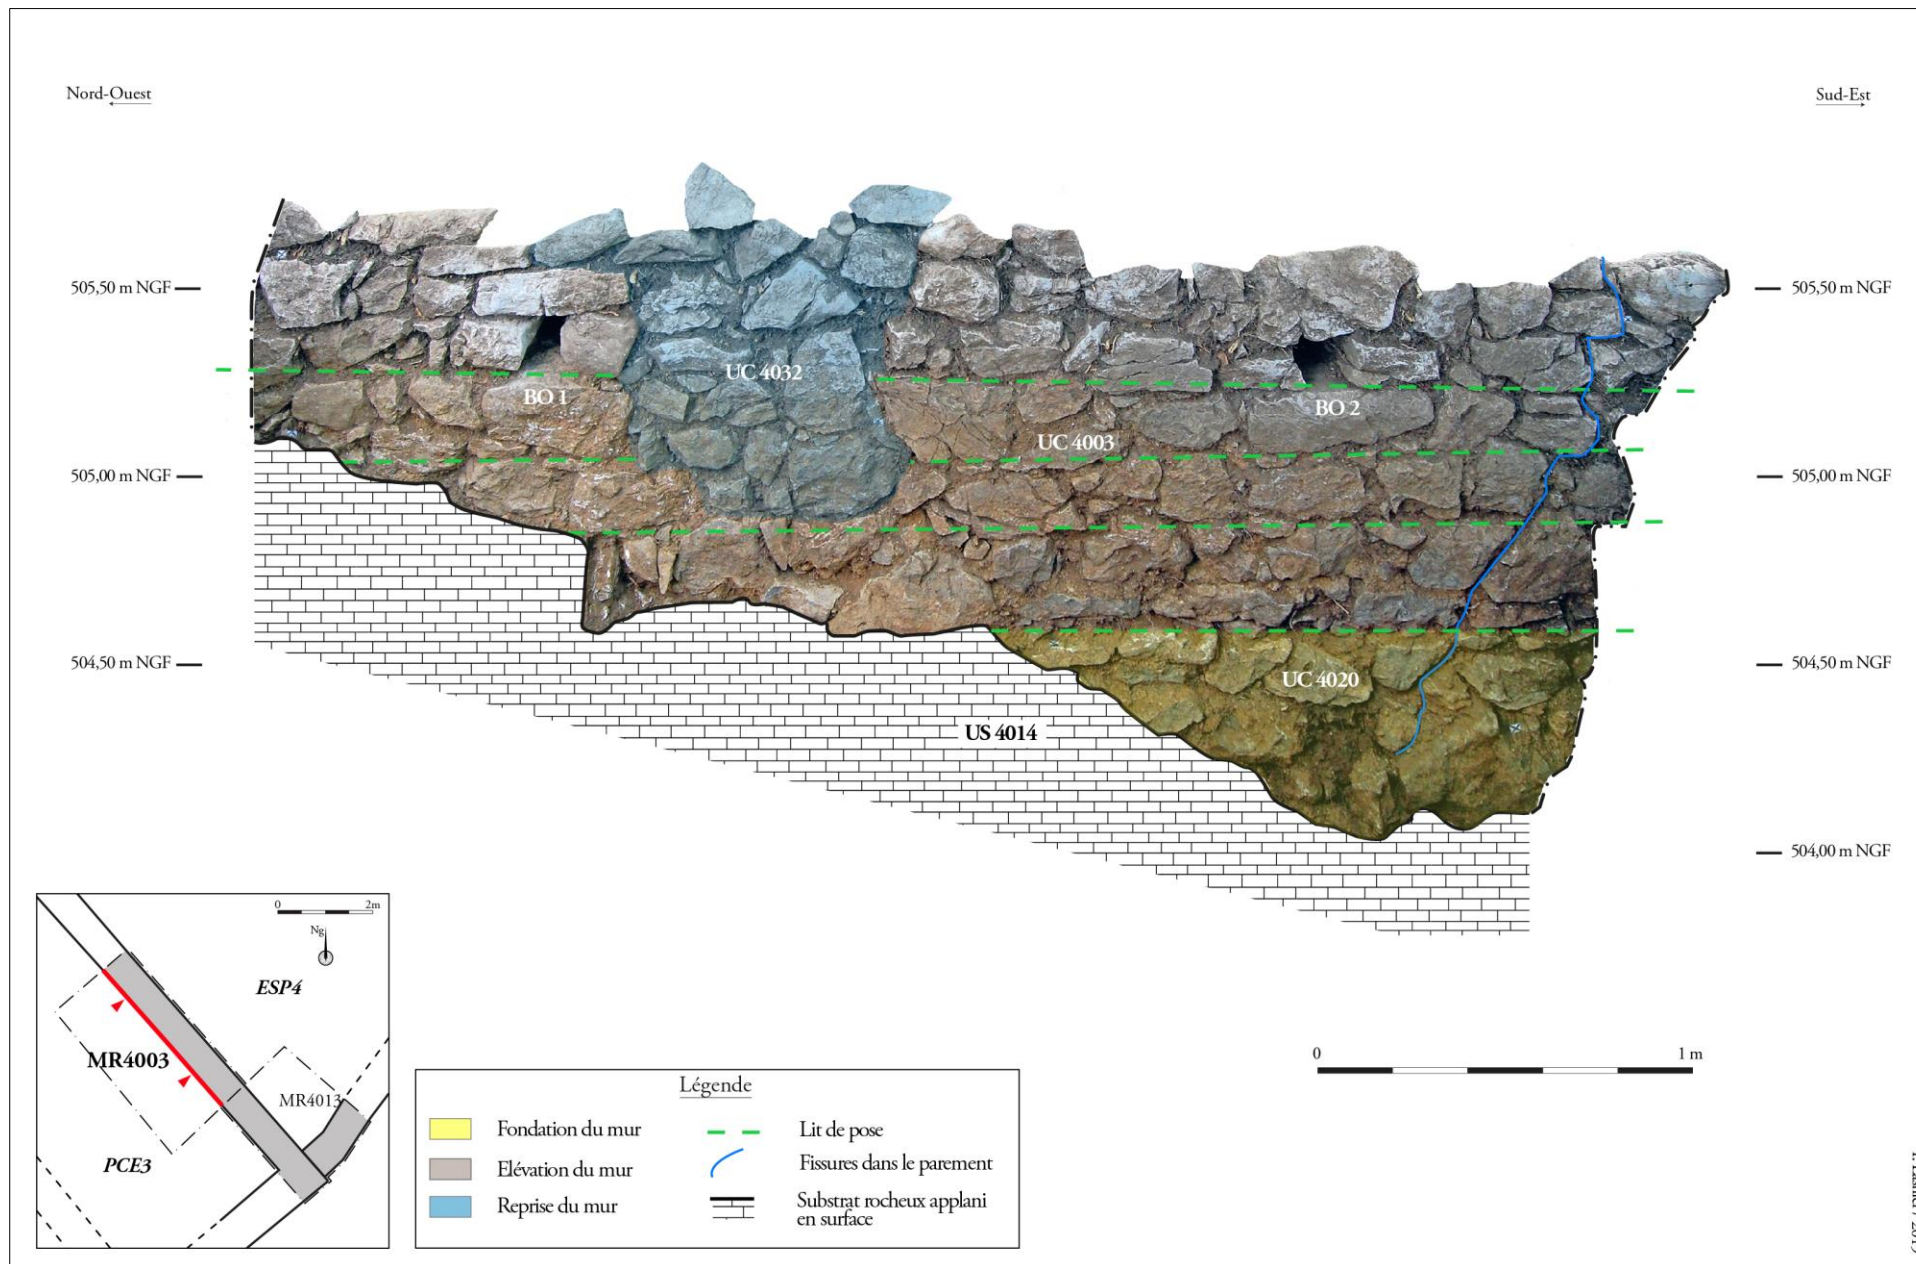 Nord-Ouest
Sud-Est
505,50 m NGF
505,50 m NGF
UC 4032
BO 1
BO 2
UC 4003
505,00 m NGF
505,00 m NGF
504,50 m NGF
504,50 m NGF
UC 4020
US 4014
504,00 m NGF
0 2m
Ng
ESP4
MR4003
MR4013
PCE3
0 1 m
Légende
Fondation du mur
Elévation du mur
Reprise du mur
Lit de pose
Fissures dans le parement
Substrat rocheux applani
en surface